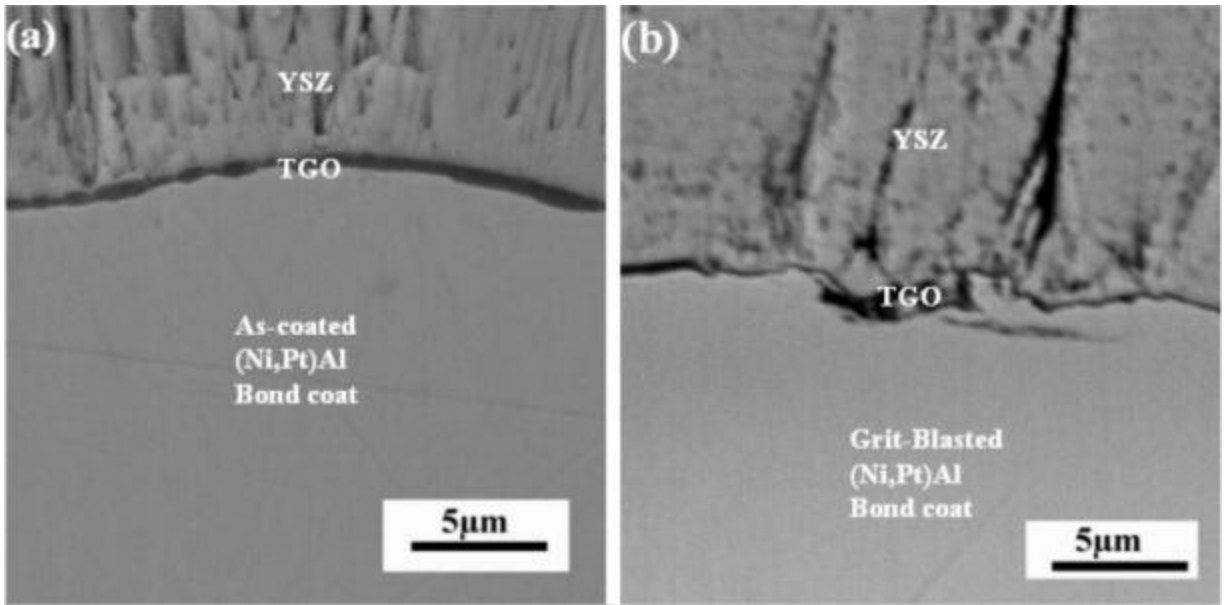 (a)
YSZ
TGO
As-coated
(Ni,Pt)Al
Bond coat
5μm
(b)
YSZ
TGO
Grit-Blasted
(Ni,Pt)Al
Bond coat
5μm